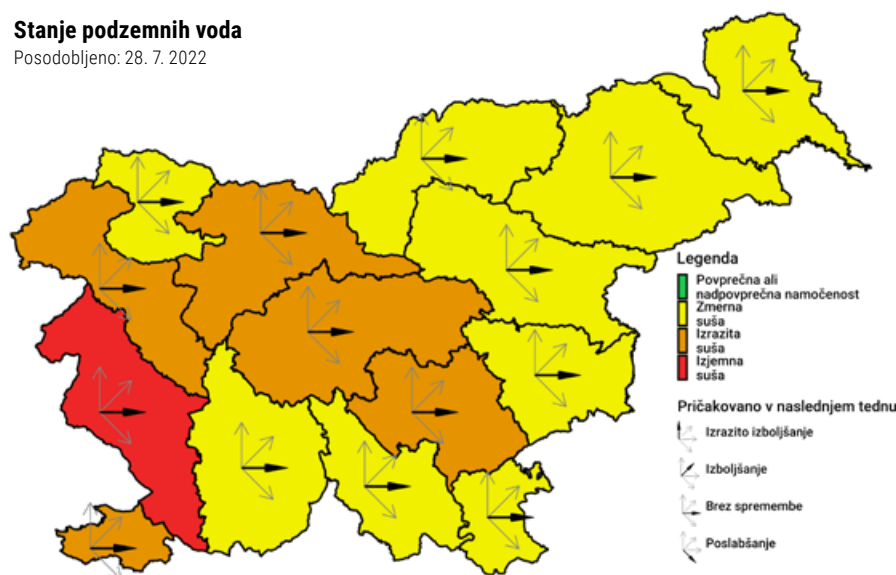 Stanje podzemnih voda
Posodobljeno: 28. 7. 2022
Legenda
Povprečna ali
nadpovprečna namočenost
Zmerna
suša
Izrazita
suša
Izjemna
suša
Pričakovano v naslednjem tednu
Izrazito izboljšanje
Izboljšanje
Brez spremembe
Poslabšanje